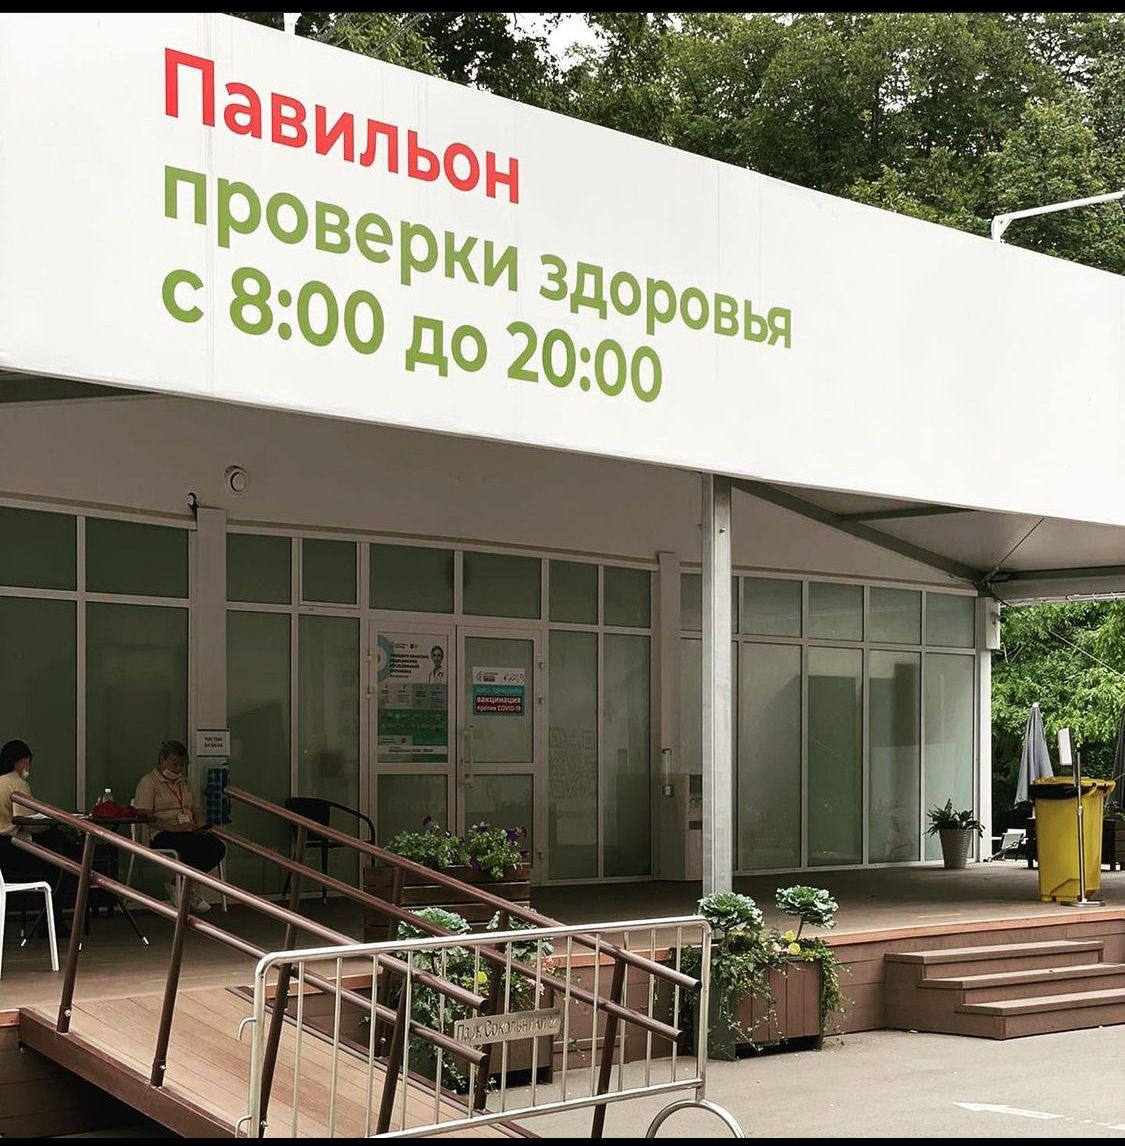 Павильон
проверки здоровья
с 8:00 до 20:00
вакцинация
против COVID-19
Парк Сокольники